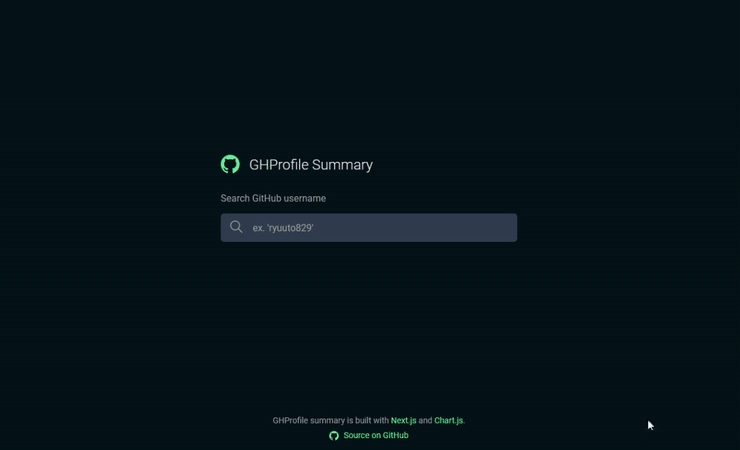 GHProfile Summary
Search GitHub username
ex. 'ryuuto829'
GHProfile summary is built with Next.js and Chart.js.
Source on GitHub